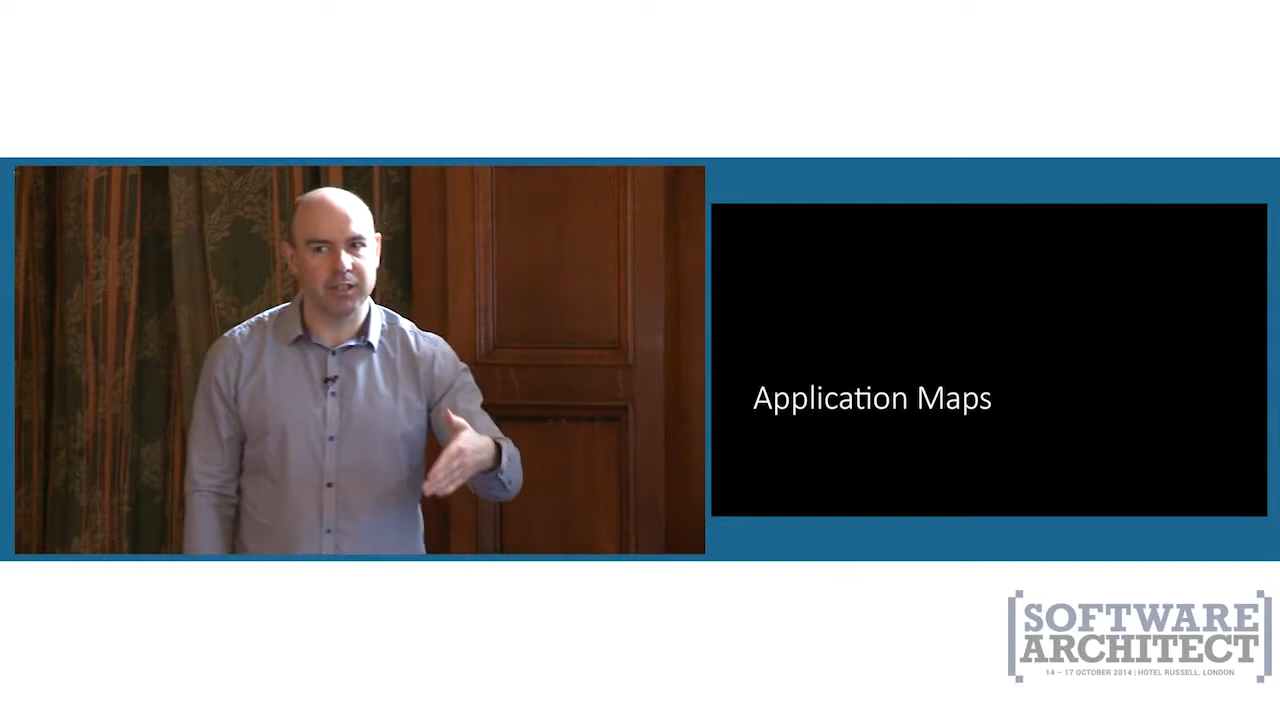 Application Maps
[SOFTWARE
ARCHITECT]
14 – 17 OCTOBER 2014 | HOTEL RUSSELL, LONDON